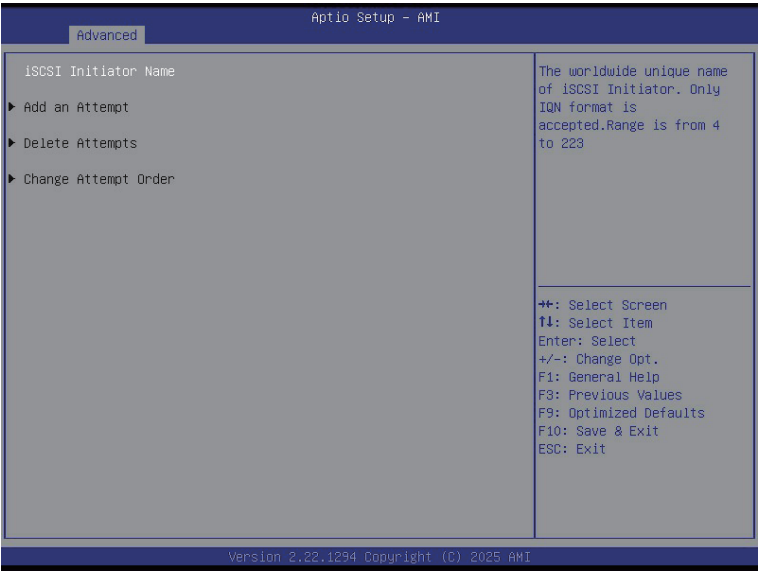 Aptio Setup – AMI
Advanced
iSCSI Initiator Name
▶ Add an Attempt
▶ Delete Attempts
▶ Change Attempt Order
The worldwide unique name
of iSCSI Initiator. Only
IQN format is
accepted.Range is from 4
to 223
→←: Select Screen
↑↓: Select Item
Enter: Select
+/-: Change Opt.
F1: General Help
F3: Previous Values
F9: Optimized Defaults
F10: Save & Exit
ESC: Exit
Version 2.22.1294 Copyright (C) 2025 AMI